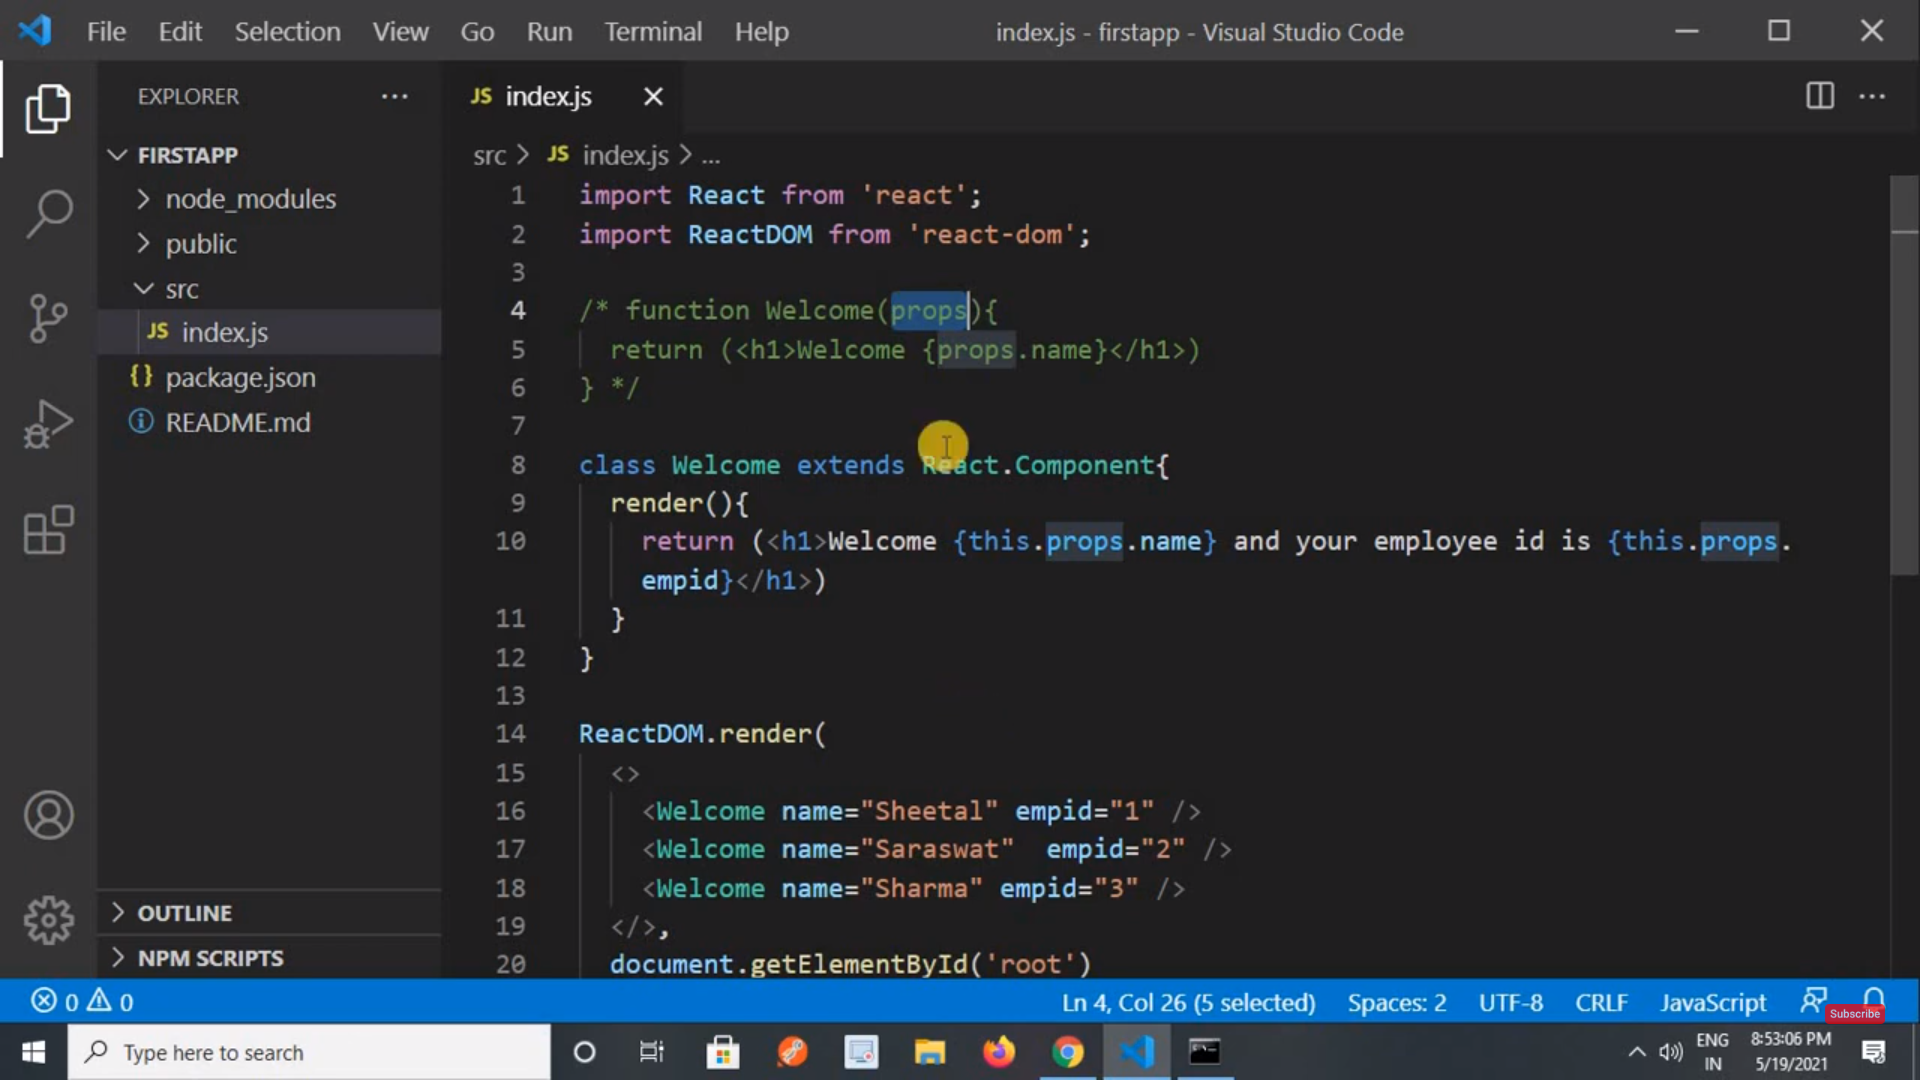 File Edit Selection View Go Run Terminal Help index.js - firstapp - Visual Studio Code
EXPLORER
FIRSTAPP
node_modules
public
src
JS index.js
{} package.json
README.md
OUTLINE
NPM SCRIPTS
JS index.js
src > JS index.js > ...
1 import React from 'react';
2 import ReactDOM from 'react-dom';
3
4 /* function Welcome(props){
5 return (<h1>Welcome {props.name}</h1>)
6 } */
7
8 class Welcome extends React.Component{
9 render(){
10 return (<h1>Welcome {this.props.name} and your employee id is {this.props.
empid}</h1>)
11 }
12 }
13
14 ReactDOM.render(
15 <>
16 <Welcome name="Sheetal" empid="1" />
17 <Welcome name="Saraswat"  empid="2" />
18 <Welcome name="Sharma" empid="3" />
19 </>,
20 document.getElementById('root')
0 0 Ln 4, Col 26 (5 selected) Spaces: 2 UTF-8 CRLF JavaScript
Subscribe
Type here to search
ENG
IN
8:53:06 PM
5/19/2021